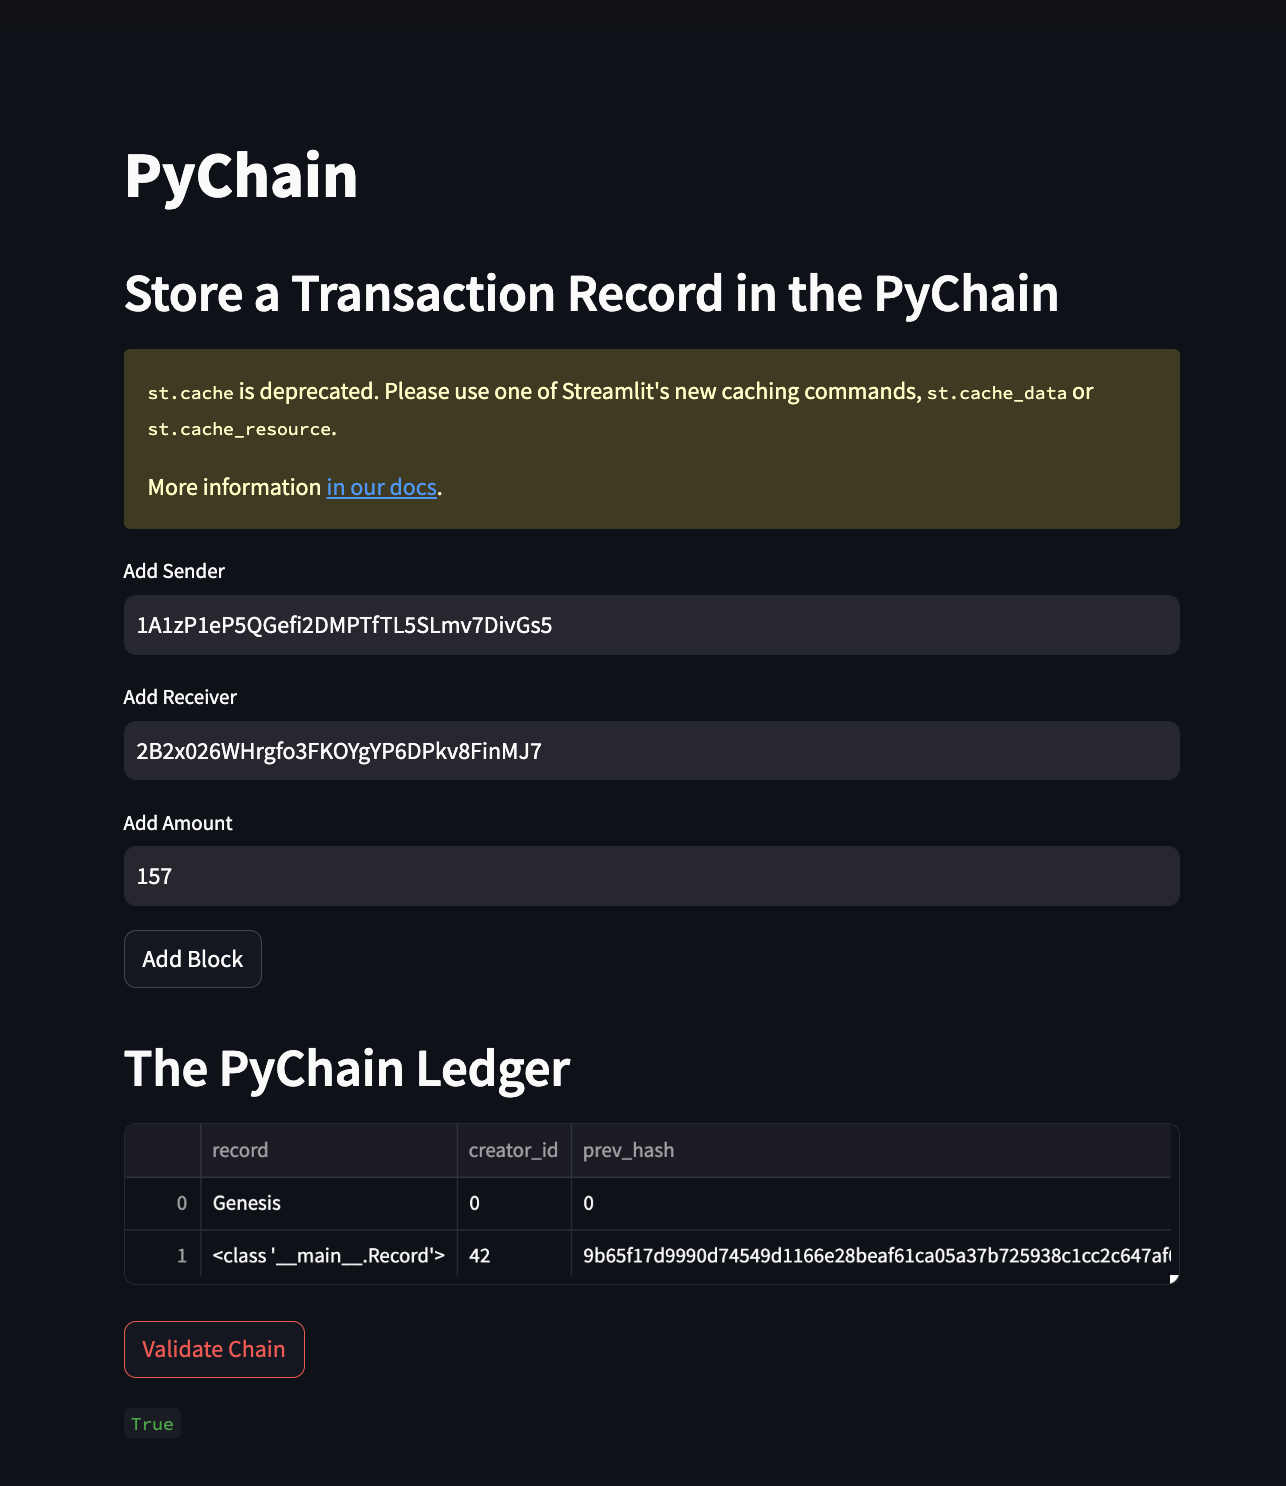 PyChain
Store a Transaction Record in the PyChain
st.cache is deprecated. Please use one of Streamlit's new caching commands, st.cache_data or
st.cache_resource.
More information in our docs.
Add Sender
1A1zP1eP5QGefi2DMPTfTL5SLmv7DivGs5
Add Receiver
2B2x026WHrgfo3FKOYgYP6DPkv8FinMJ7
Add Amount
157
Add Block
The PyChain Ledger
record creator_id prev_hash
0 Genesis 0 0
1 <class '__main__.Record'> 42 9b65f17d9990d74549d1166e28beaf61ca05a37b725938c1cc2c647af
Validate Chain
True